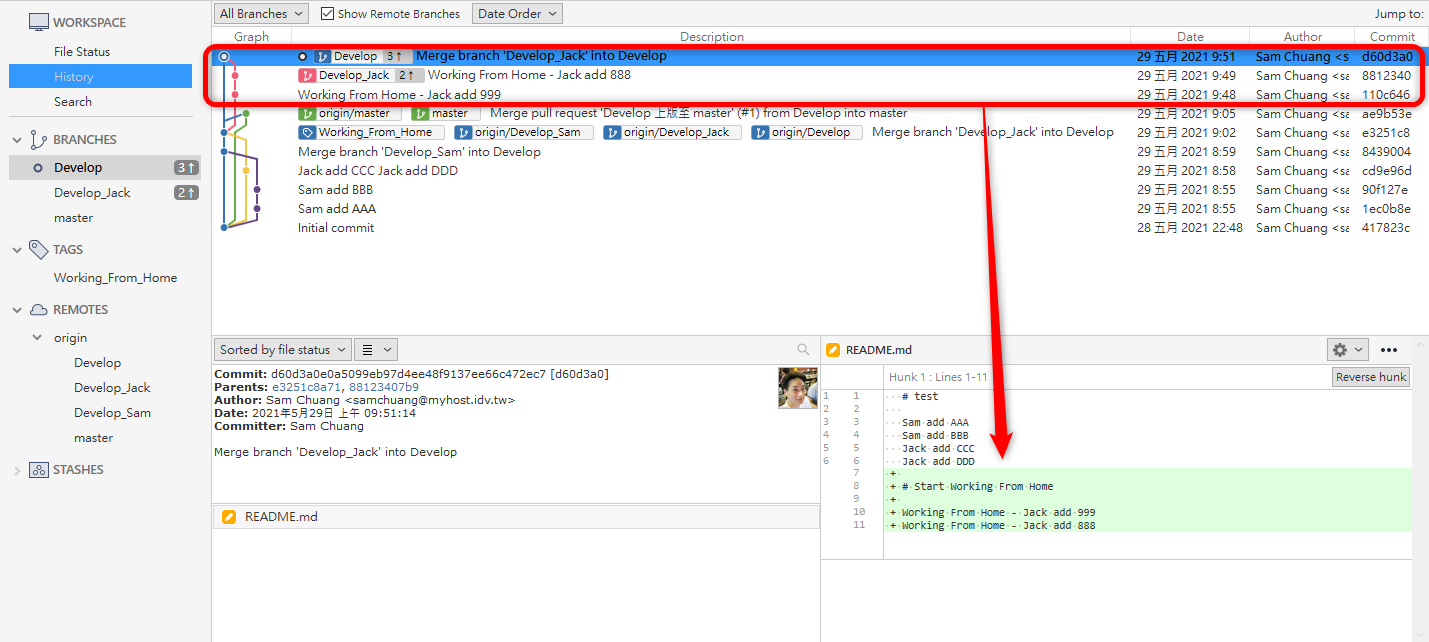 WORKSPACE
File Status
History
Search
BRANCHES
Develop 3↑
Develop_Jack 2↑
master
TAGS
Working_From_Home
REMOTES
origin
Develop
Develop_Jack
Develop_Sam
master
STASHES
All Branches Show Remote Branches Date Order Jump to:
Graph Description Date Author Commit
Develop 3↑ Merge branch 'Develop_Jack' into Develop 29 五月 2021 9:51 Sam Chuang <s d60d3a0
Develop_Jack 2↑ Working From Home - Jack add 888 29 五月 2021 9:49 Sam Chuang <sa 8812340
Working From Home - Jack add 999 29 五月 2021 9:48 Sam Chuang <sa 110c646
origin/master master Merge pull request 'Develop 上版至 master' (#1) from Develop into master 29 五月 2021 9:05 Sam Chuang <sa ae9b53e
Working_From_Home origin/Develop_Sam origin/Develop_Jack origin/Develop Merge branch 'Develop_Jack' into Develop 29 五月 2021 9:02 Sam Chuang <sa e3251c8
Merge branch 'Develop_Sam' into Develop 29 五月 2021 8:59 Sam Chuang <sa 8439004
Jack add CCC Jack add DDD 29 五月 2021 8:58 Sam Chuang <sa cd9e96d
Sam add BBB 29 五月 2021 8:55 Sam Chuang <sa 90f127e
Sam add AAA 29 五月 2021 8:55 Sam Chuang <sa 1ec0b8e
Initial commit 28 五月 2021 22:48 Sam Chuang <sa 417823c
Sorted by file status
Commit: d60d3a0e0a5099eb97d4ee48f9137ee66c472ec7 [d60d3a0]
Parents: e3251c8a71, 88123407b9
Author: Sam Chuang <samchuang@myhost.idv.tw>
Date: 2021年5月29日 上午 09:51:14
Committer: Sam Chuang
Merge branch 'Develop_Jack' into Develop
README.md
README.md
Hunk 1 : Lines 1-11 Reverse hunk
1 1 # test
2 2
3 3 Sam add AAA
4 4 Sam add BBB
5 5 Jack add CCC
6 6 Jack add DDD
7 +
8 + # Start Working From Home
9 +
10 + Working From Home - Jack add 999
11 + Working From Home - Jack add 888